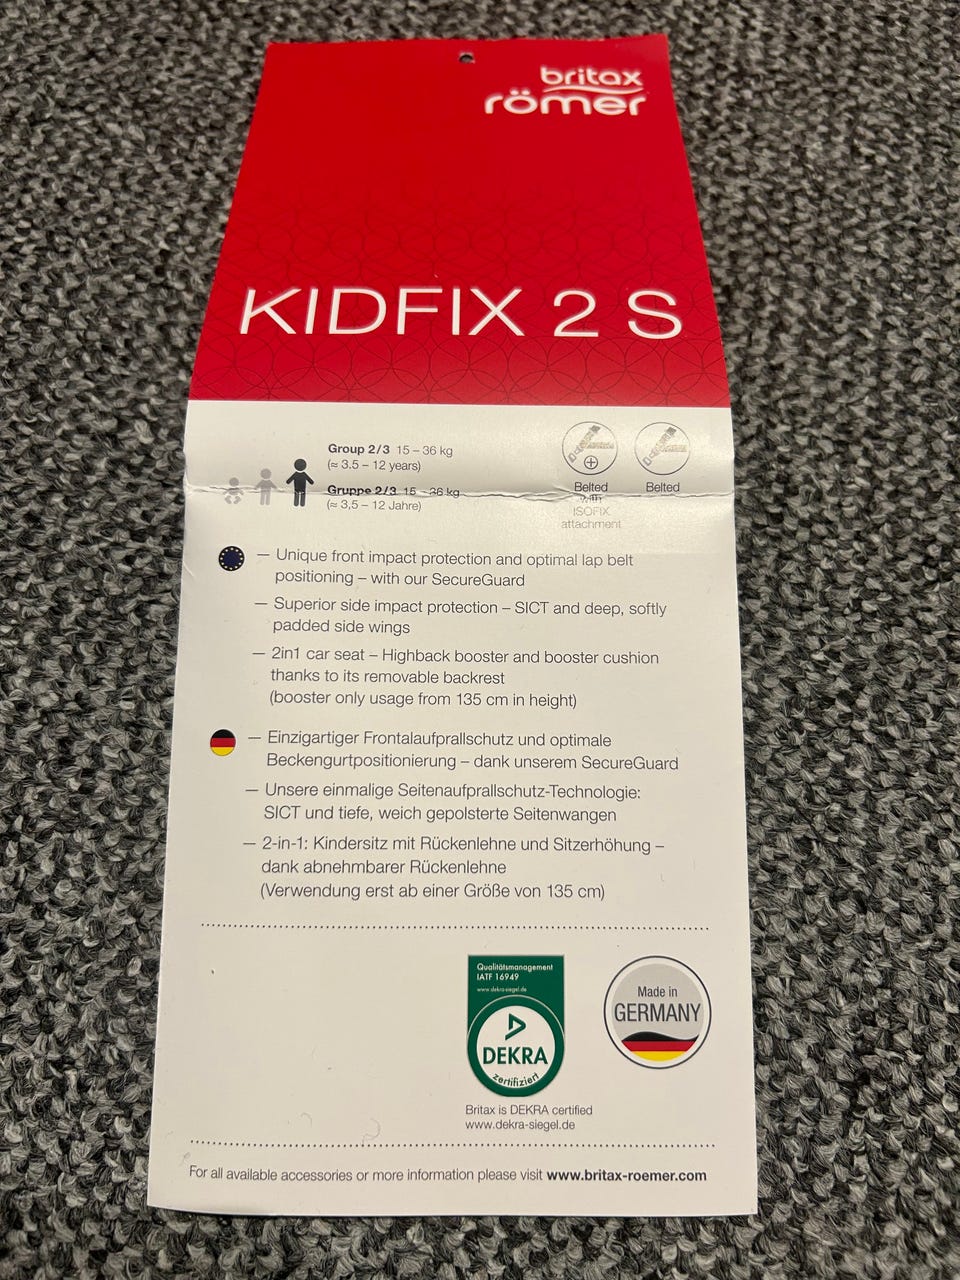 britax
römer
KIDFIX 2 S
Group 2/3 15 – 36 kg
(≈ 3.5 – 12 years)
Gruppe 2/3 15 – 36 kg
(≈ 3,5 – 12 Jahre)
Belted
with
ISOFIX
attachment
Belted
– Unique front impact protection and optimal lap belt
positioning – with our SecureGuard
– Superior side impact protection – SICT and deep, softly
padded side wings
– 2in1 car seat – Highback booster and booster cushion
thanks to its removable backrest
(booster only usage from 135 cm in height)
– Einzigartiger Frontalaufprallschutz und optimale
Beckengurtpositionierung – dank unserem SecureGuard
– Unsere einmalige Seitenaufprallschutz-Technologie:
SICT und tiefe, weich gepolsterte Seitenwangen
– 2-in-1: Kindersitz mit Rückenlehne und Sitzerhöhung –
dank abnehmbarer Rückenlehne
(Verwendung erst ab einer Größe von 135 cm)
Qualitätsmanagement
IATF 16949
www.dekra-siegel.de
DEKRA
zertifiziert
Made in
GERMANY
Britax is DEKRA certified
www.dekra-siegel.de
For all available accessories or more information please visit www.britax-roemer.com